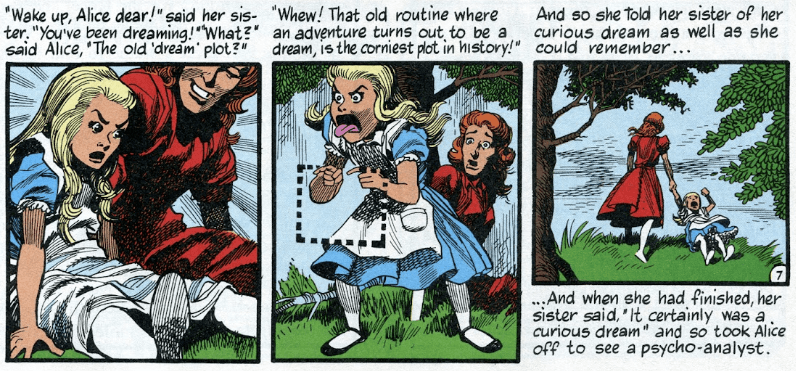 "Wake up, Alice dear!" said her sis-
ter. "You've been dreaming!" "What?"
said Alice, "The old 'dream' plot?"
"Whew! That old routine where
an adventure turns out to be a
dream, is the corniest plot in history!"
And so she told her sister of her
curious dream as well as she
could remember...
7
...And when she had finished, her
sister said, "It certainly was a
curious dream" and so took Alice
off to see a psycho-analyst.